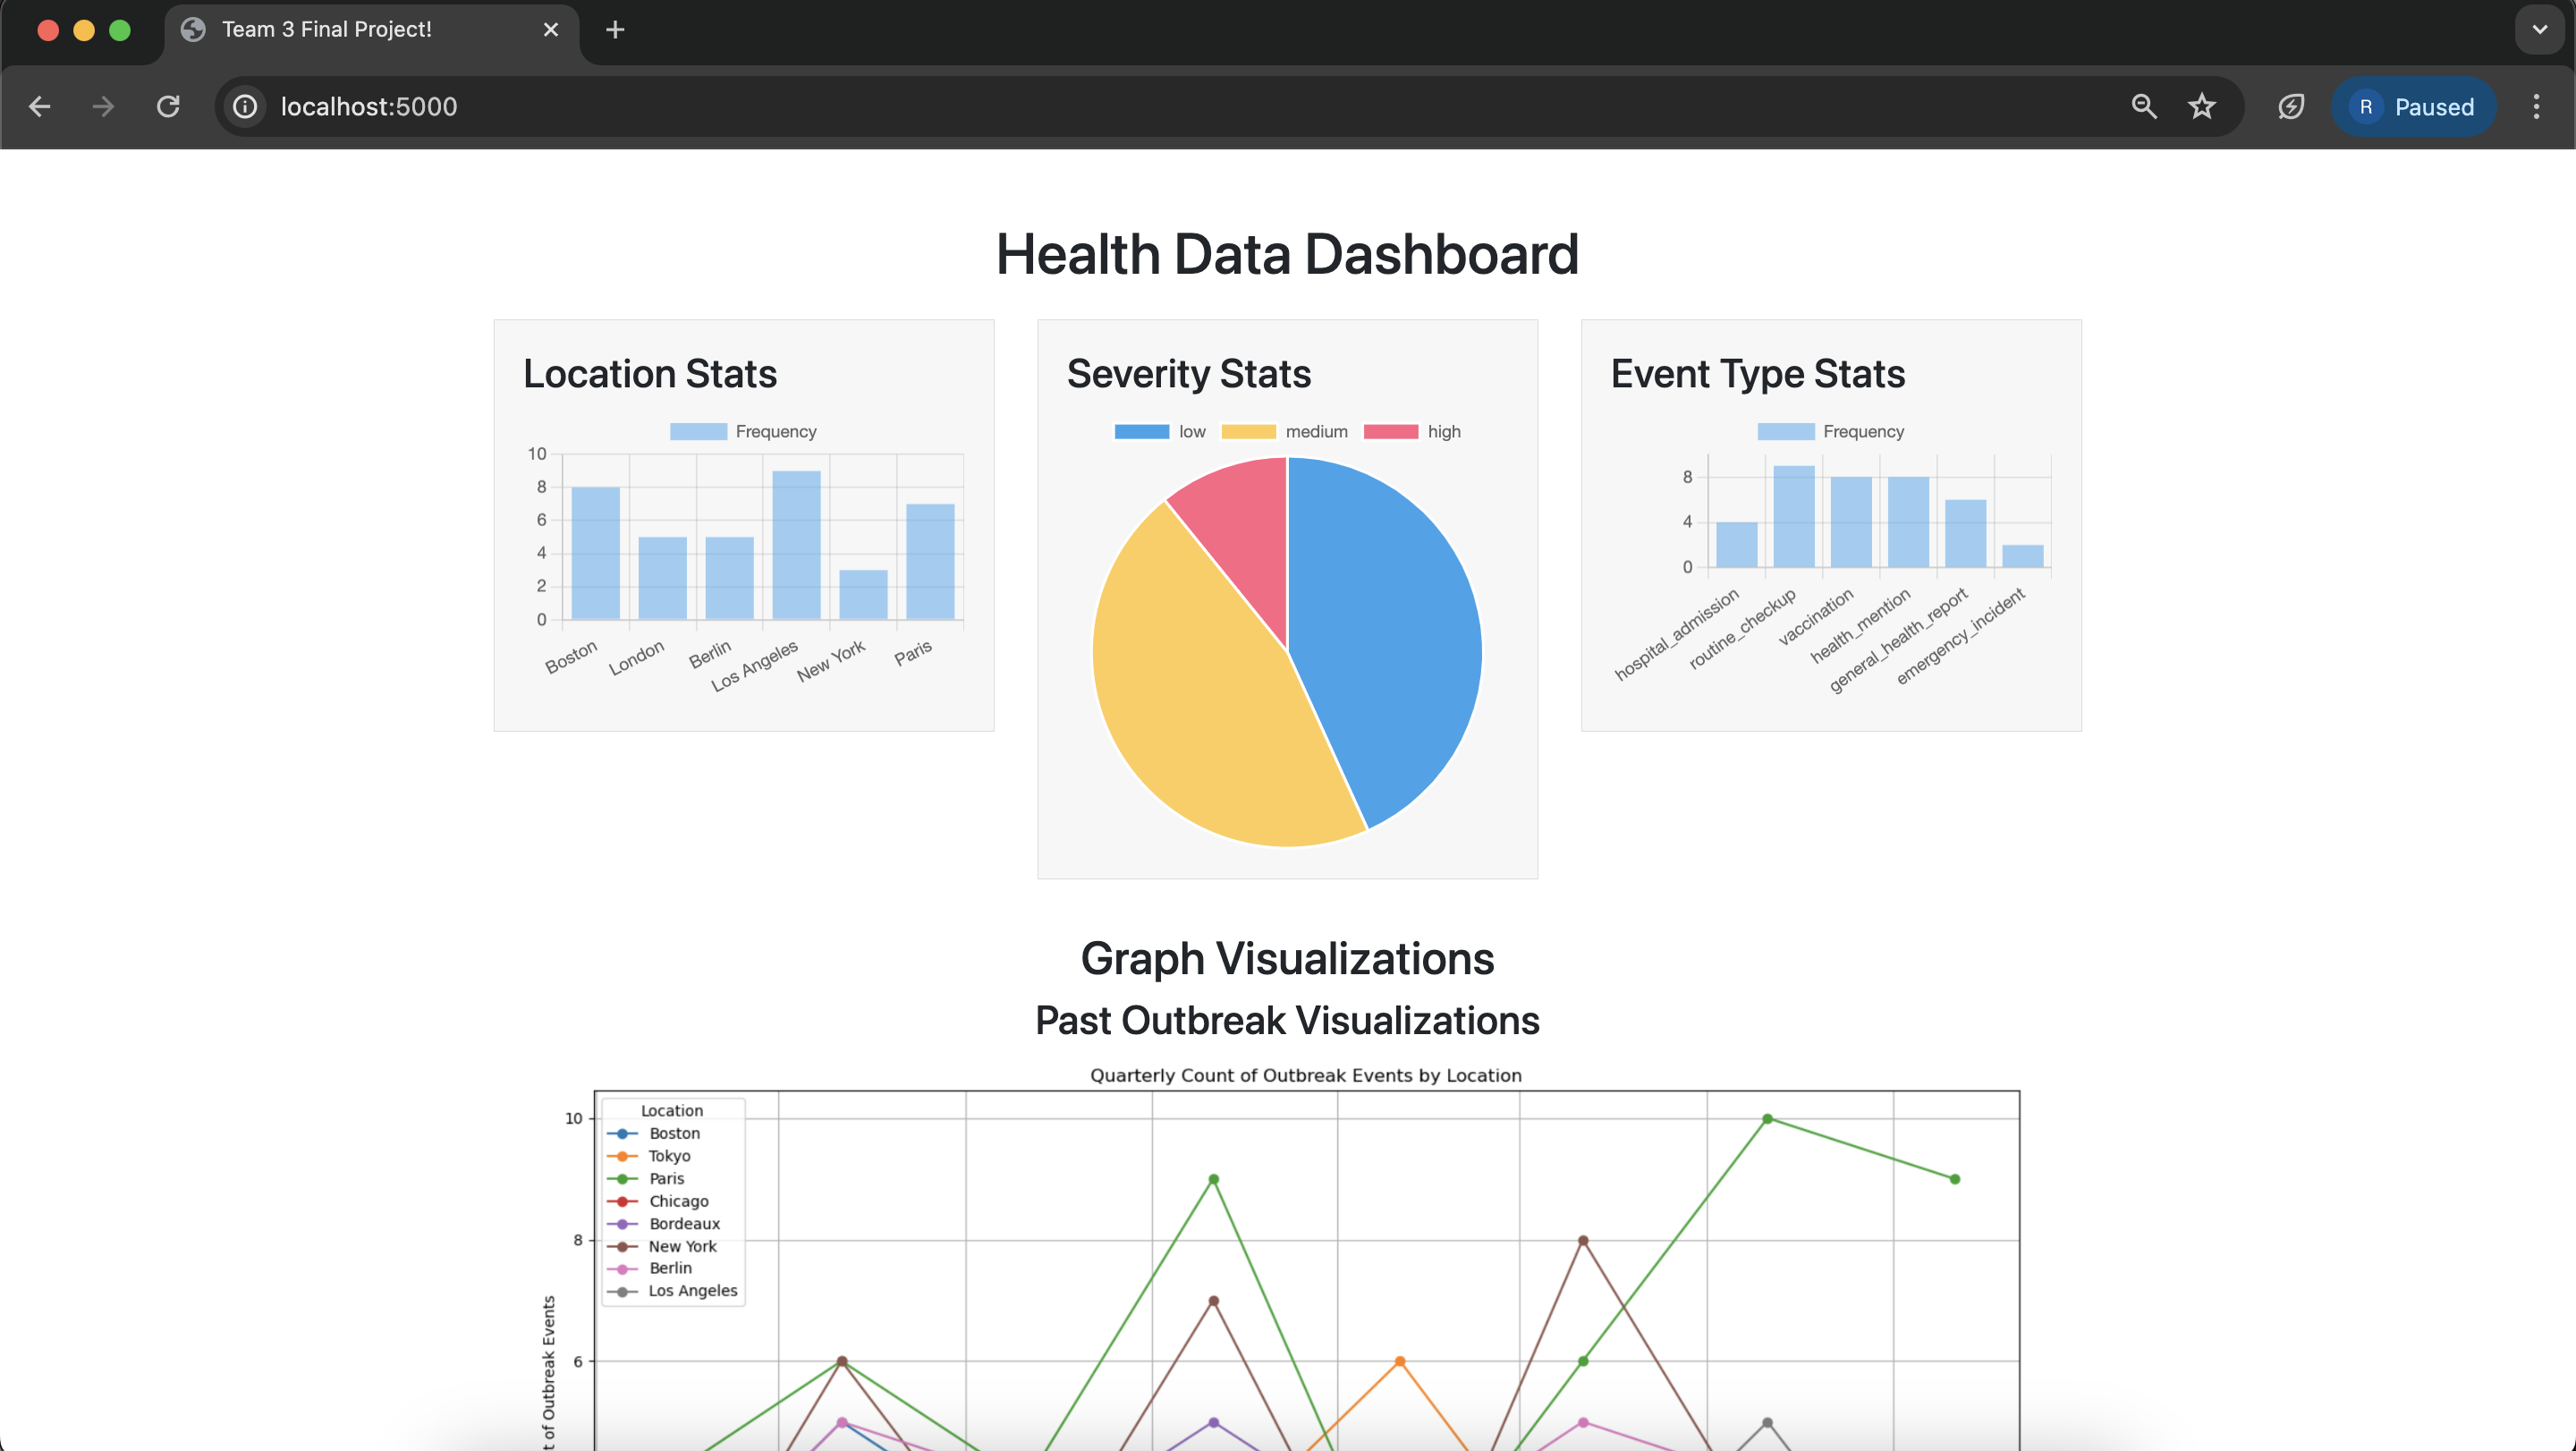 Team 3 Final Project!
localhost:5000
R Paused
Health Data Dashboard
Location Stats
Frequency
10
8
6
4
2
0
Boston London Berlin Los Angeles New York Paris
Severity Stats
low medium high
Event Type Stats
Frequency
8
4
0
hospital_admission routine_checkup vaccination health_mention general_health_report emergency_incident
Graph Visualizations
Past Outbreak Visualizations
Quarterly Count of Outbreak Events by Location
Location
Boston
Tokyo
Paris
Chicago
Bordeaux
New York
Berlin
Los Angeles
10
8
6
of Outbreak Events